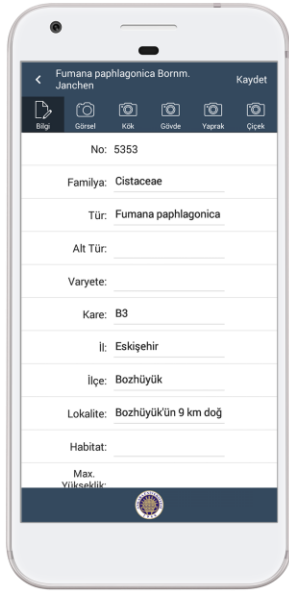 Fumana paphlagonica Bornm.
Janchen
Kaydet
Bilgi Görsel Kök Gövde Yaprak Çiçek
No: 5353
Familya: Cistaceae
Tür: Fumana paphlagonica
Alt Tür:
Varyete:
Kare: B3
İl: Eskişehir
İlçe: Bozhüyük
Lokalite: Bozhüyük'ün 9 km doğ
Habitat:
Max.
Yükseklik: